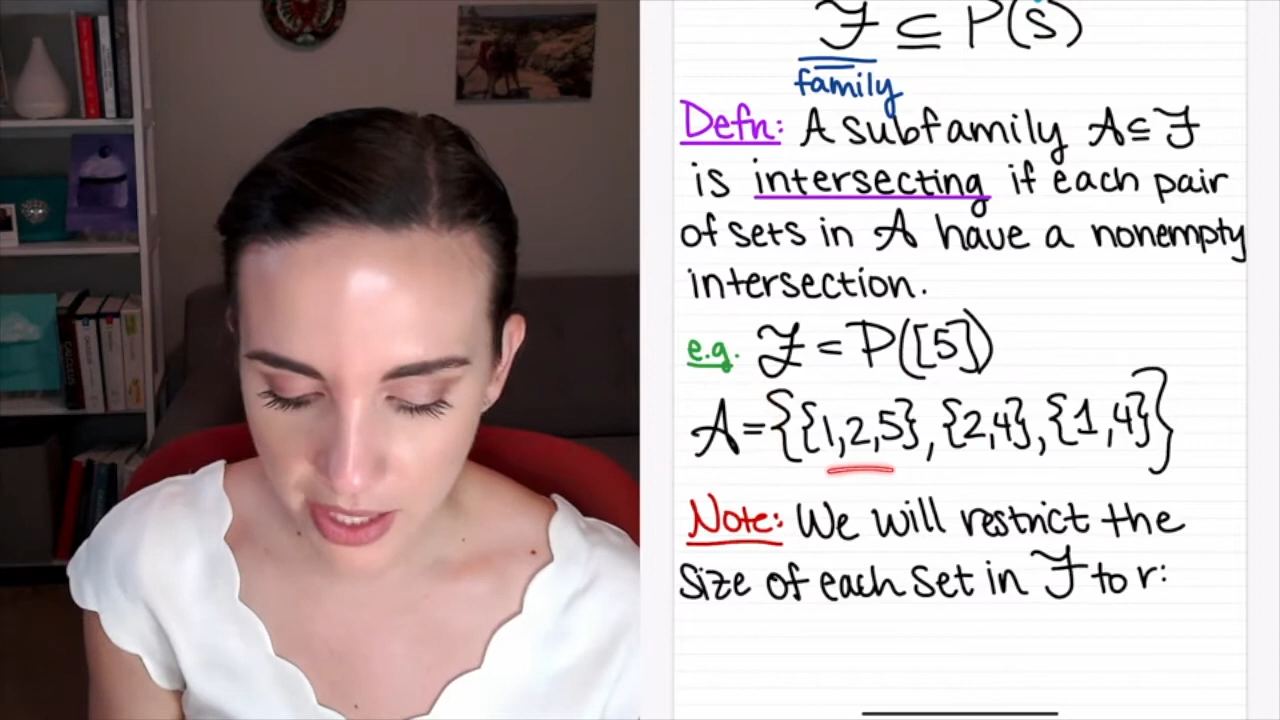 ℱ ⊆ P(S)
family
Defn: A subfamily 𝒜 ⊆ ℱ
is intersecting if each pair
of sets in 𝒜 have a nonempty
intersection.
e.g. ℱ = P([5])
𝒜 = {{1,2,5}, {2,4}, {1,4}}
Note: We will restrict the
size of each set in ℱ to r:
CALCULUS